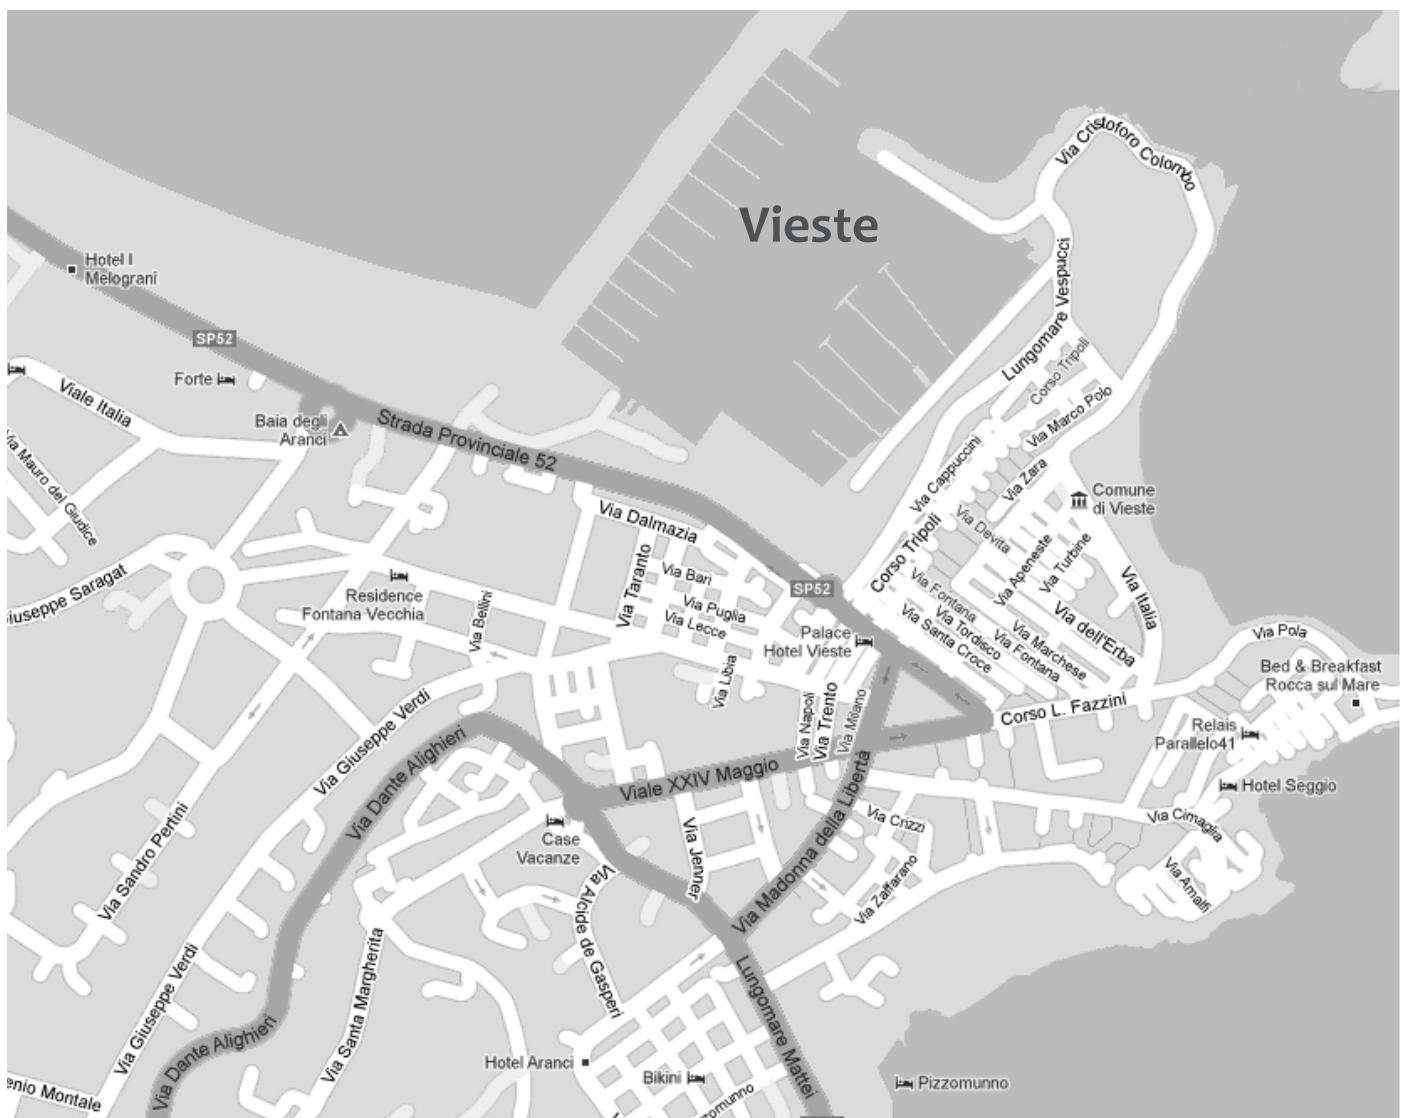 Via Cristoforo Colombo
Vieste
Hotel I
Melograni
Lungomare Vespucci
SP52
Corso Tripoli
Forte
Viale Italia
Via Marco Polo
Baia degli
Aranci
Strada Provinciale 52
Via Mauro del Giudice
Via Cappuccini
Via Zara
Comune
di Vieste
Via Dalmazia
Via Devita
Corso Tripoli
Via Apeneste
Via Turbine
Via Taranto
Via Bari
SP52
Giuseppe Saragat
Residence
Fontana Vecchia
Via Bellini
Via Puglia
Via Lecce
Via Fontana
Via Tordisco
Via Santa Croce
Via Italia
Via dell'Erba
Via Marchese
Via Fontana
Palace
Hotel Vieste
Via Pola
Via Libia
Bed & Breakfast
Rocca sul Mare
Via Napoli
Via Trento
Via Milano
Corso L. Fazzini
Relais
Parallelo41
Via Giuseppe Verdi
Via Dante Alighieri
Viale XXIV Maggio
Hotel Seggio
Via Sandro Pertini
Case
Vacanze
Via Jenner
Via Madonna della Libertà
Via Crizzi
Via Cimaglia
Via Zaffarano
Via Amalfi
Via Alcide de Gasperi
Via Santa Margherita
Via Giuseppe Verdi
Via Dante Alighieri
Lungomare Mattei
Hotel Aranci
Bikini
Pizzomunno
enio Montale
zomunno